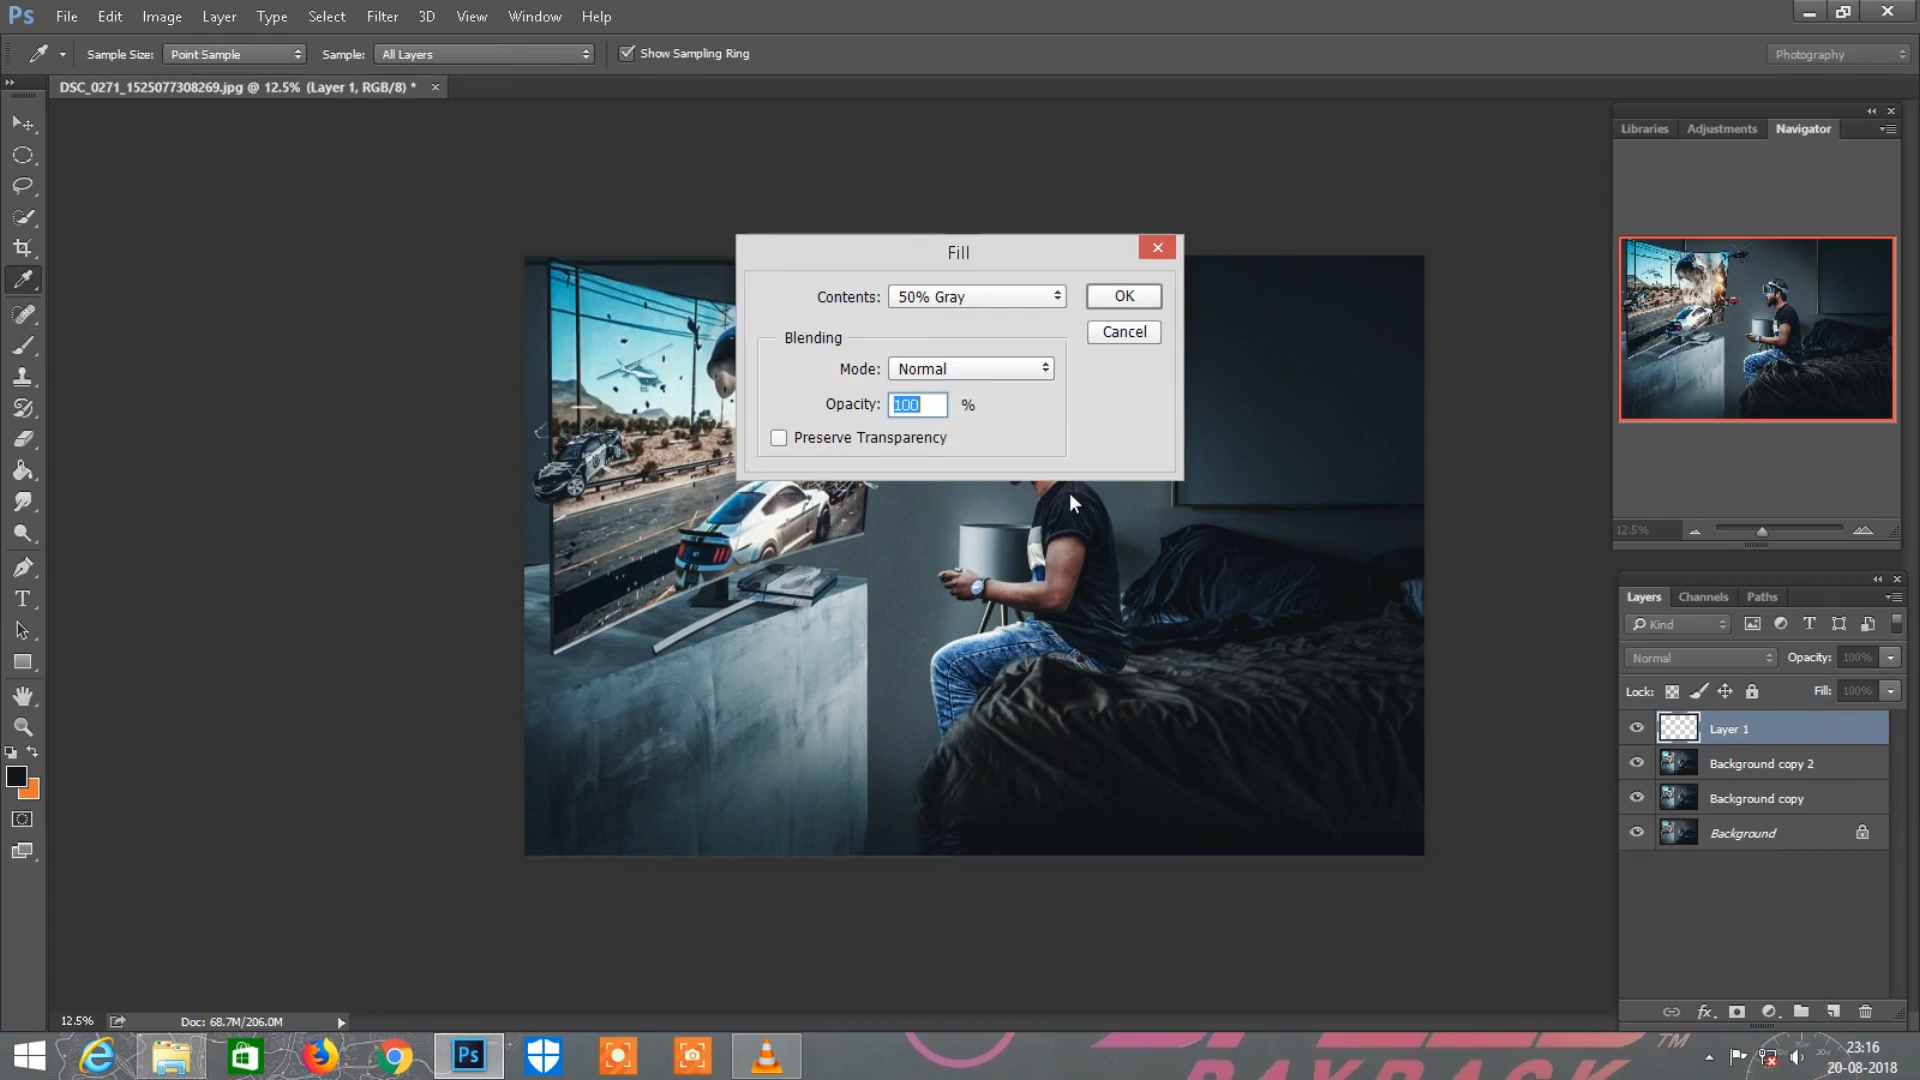 Ps File Edit Image Layer Type Select Filter 3D View Window Help
Sample Size: Point Sample Sample: All Layers Show Sampling Ring Photography
DSC_0271_1525077308269.jpg @ 12.5% (Layer 1, RGB/8) * ×
Libraries Adjustments Navigator
Fill
Contents: 50% Gray OK
Cancel
Blending
Mode: Normal
Opacity: 100 %
Preserve Transparency
12.5%
Layers Channels Paths
Kind
Normal Opacity: 100%
Lock: Fill: 100%
Layer 1
Background copy 2
Background copy
Background
12.5% Doc: 68.7M/206.0M
Ps
PAYBACK
TM
23:16
20-08-2018